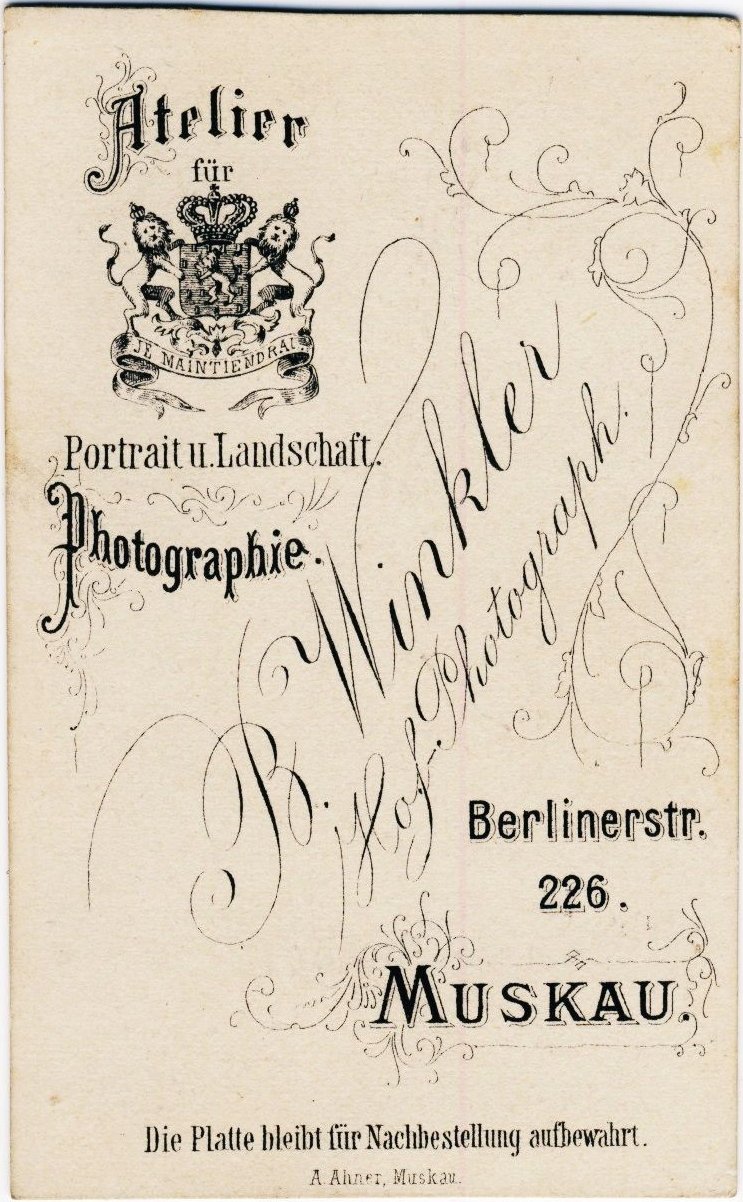 Atelier
für
JE MAINTIENDRAI.
Portrait u. Landschaft.
Photographie.
B. Winkler
Hof-Photograph.
Berlinerstr.
226.
MUSKAU.
Die Platte bleibt für Nachbestellung aufbewahrt.
A. Ahner, Muskau.